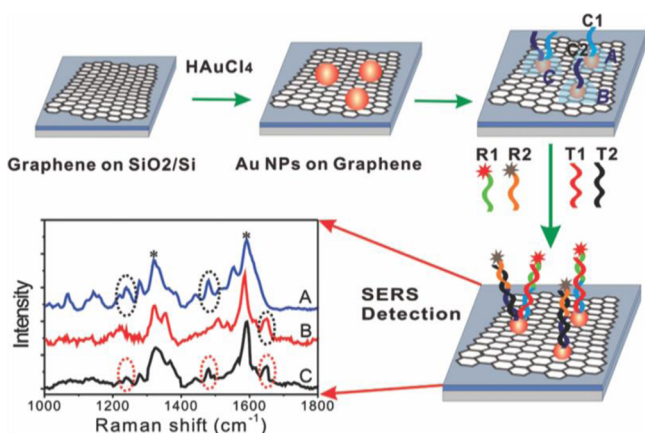 HAuCl4
Graphene on SiO2/Si
Au NPs on Graphene
C1
C2
A
C
B
R1 R2 T1 T2
SERS
Detection
Intensity
*
*
A
B
C
1000 1200 1400 1600 1800
Raman shift (cm-1)